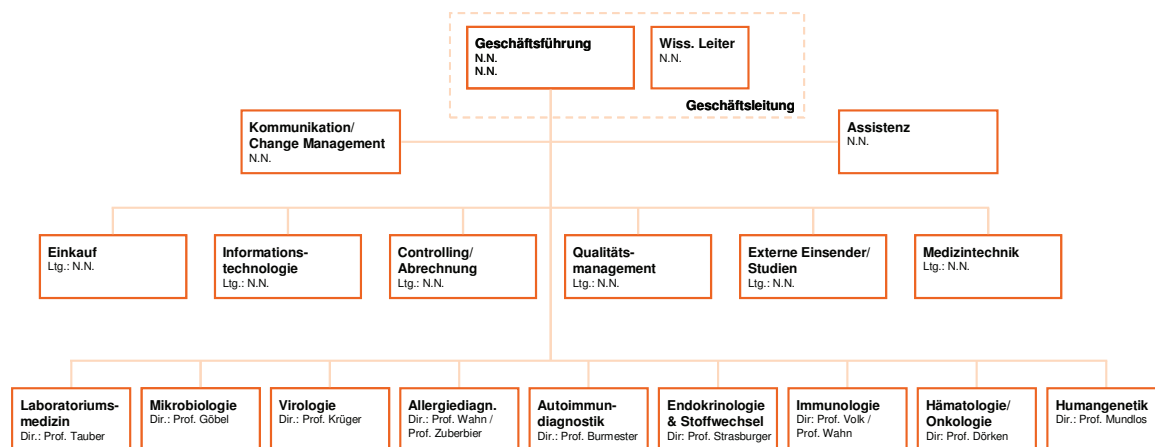 Geschäftsführung
N.N.
N.N.
Wiss. Leiter
N.N.
Geschäftsleitung
Kommunikation/
Change Management
N.N.
Assistenz
N.N.
Einkauf
Ltg.: N.N.
Informations-
technologie
Ltg.: N.N.
Controlling/
Abrechnung
Ltg.: N.N.
Qualitäts-
management
Ltg.: N.N.
Externe Einsender/
Studien
Ltg.: N.N.
Medizintechnik
Ltg.: N.N.
Laboratoriums-
medizin
Dir.: Prof. Tauber
Mikrobiologie
Dir.: Prof. Göbel
Virologie
Dir.: Prof. Krüger
Allergiediagn.
Dir.: Prof. Wahn /
Prof. Zuberbier
Autoimmun-
diagnostik
Dir.: Prof. Burmester
Endokrinologie
& Stoffwechsel
Dir: Prof. Strasburger
Immunologie
Dir: Prof. Volk /
Prof. Wahn
Hämatologie/
Onkologie
Dir: Prof. Dörken
Humangenetik
Dir.: Prof. Mundlos